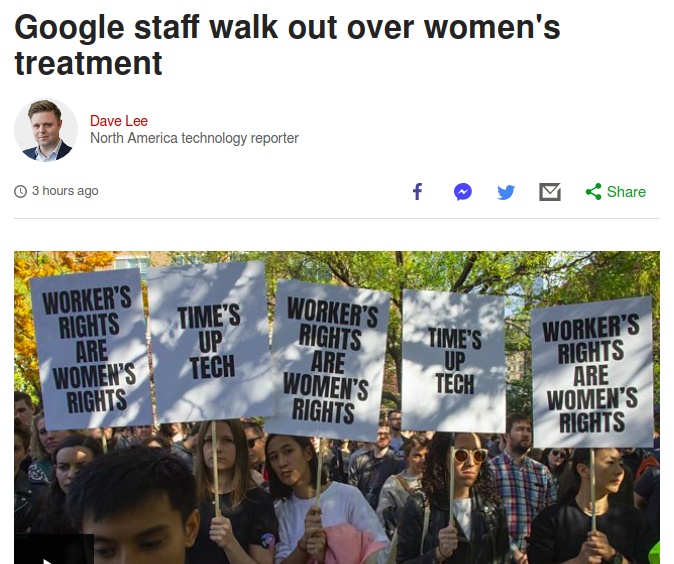 Google staff walk out over women's
treatment
Dave Lee
North America technology reporter
3 hours ago
Share
WORKER'S
RIGHTS
ARE
WOMEN'S
RIGHTS
TIME'S
UP
TECH
WORKER'S
RIGHTS
ARE
WOMEN'S
RIGHTS
TIME'S
UP
TECH
WORKER'S
RIGHTS
ARE
WOMEN'S
RIGHTS